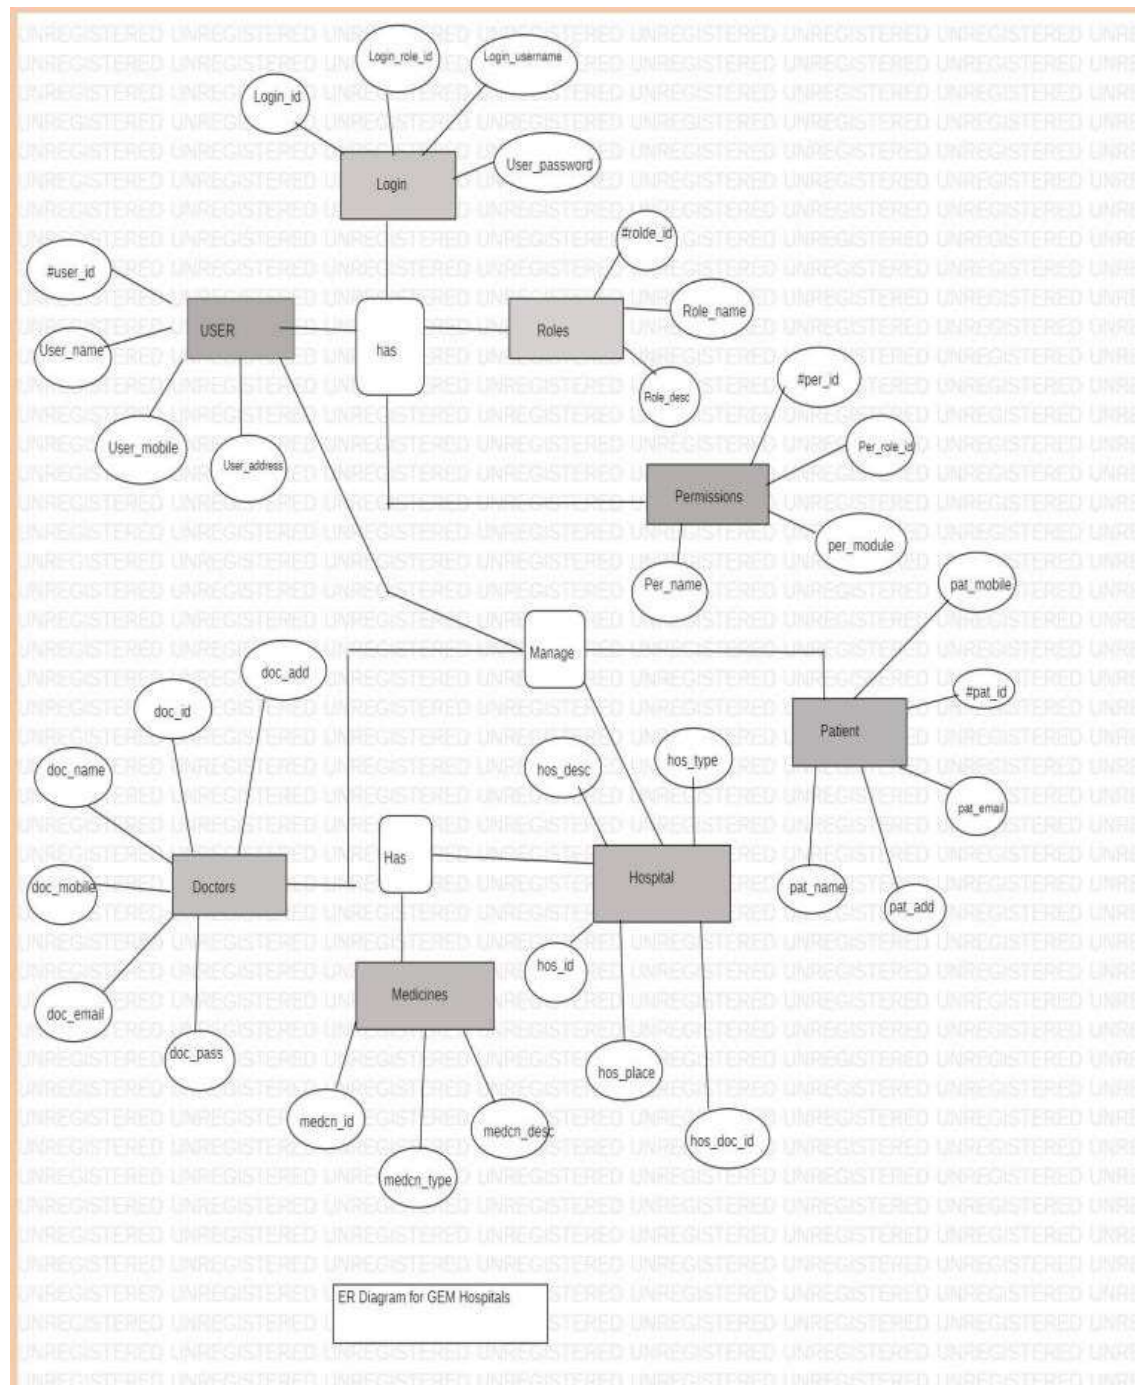 Login_role_id
Login_username
Login_id
User_password
Login
#rolde_id
#user_id
Role_name
USER
has
Roles
User_name
#per_id
Role_desc
User_mobile
User_address
Per_role_id
Permissions
per_module
Per_name
pat_mobile
Manage
doc_add
#pat_id
doc_id
Patient
hos_type
hos_desc
doc_name
pat_email
Has
Hospital
Doctors
doc_mobile
pat_name
pat_add
hos_id
Medicines
doc_email
doc_pass
hos_place
medcn_id
medcn_desc
hos_doc_id
medcn_type
ER Diagram for GEM Hospitals